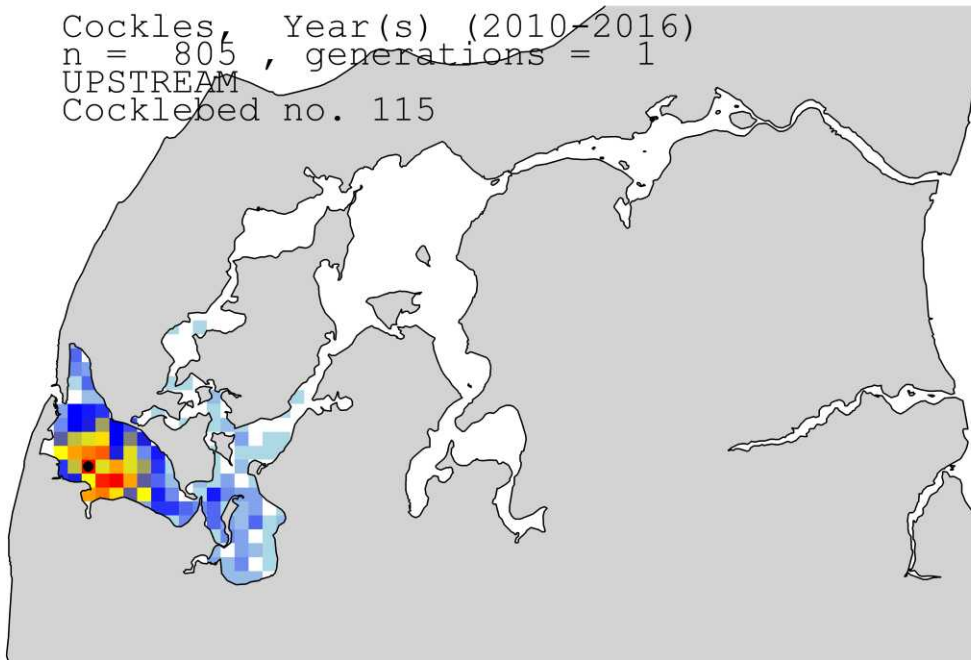 Cockles, Year(s) (2010-2016)
n = 805 , generations = 1
UPSTREAM
Cocklebed no. 115